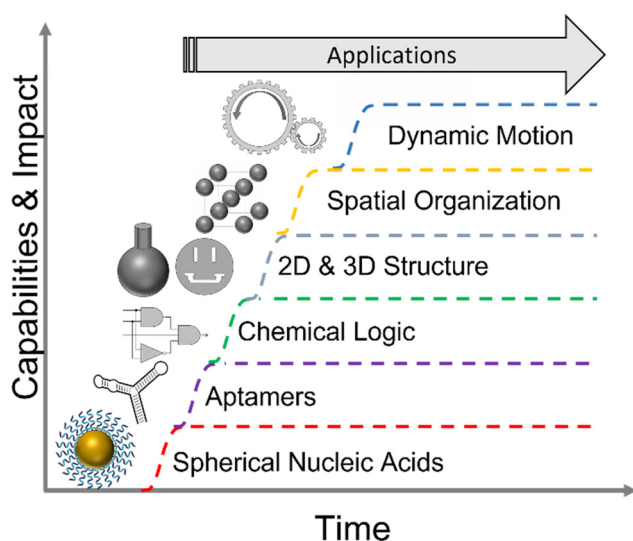 Applications
Dynamic Motion
Spatial Organization
2D & 3D Structure
Chemical Logic
Aptamers
Spherical Nucleic Acids
Capabilities & Impact
Time